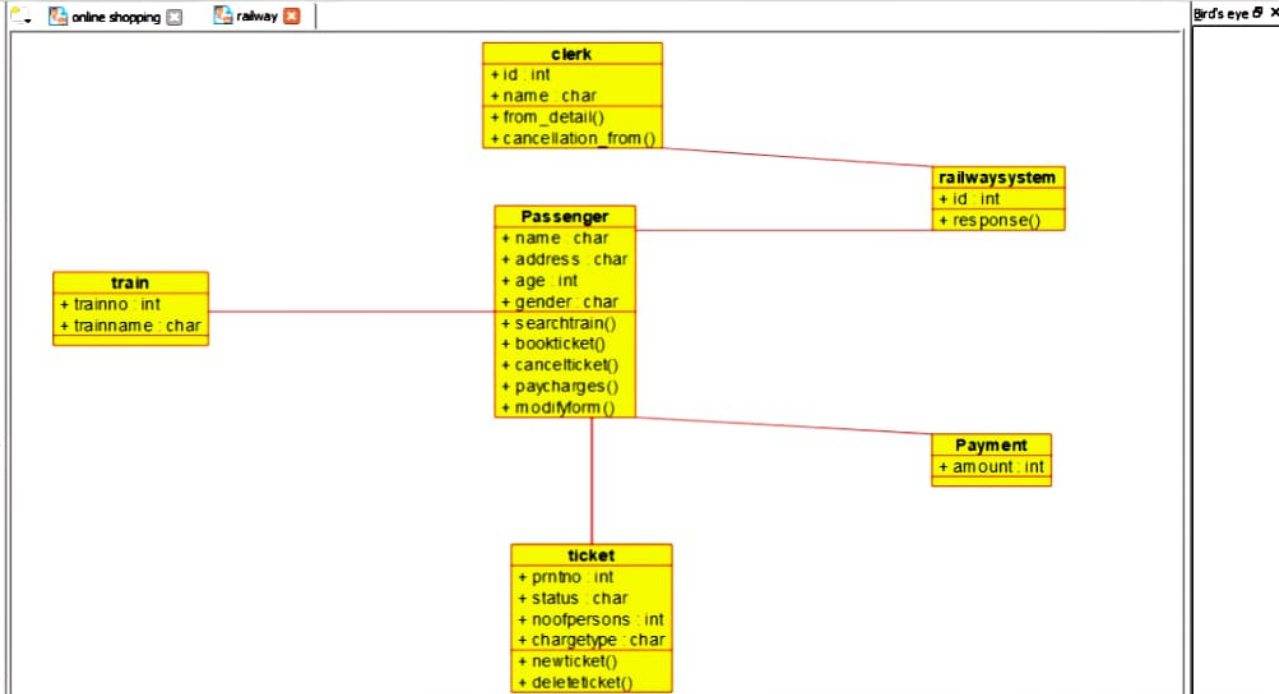 online shopping
railway
Bird's eye
clerk
+ id : int
+ name : char
+ from_detail()
+ cancellation_from()
railwaysystem
+ id : int
+ response()
Passenger
+ name : char
+ address : char
+ age : int
+ gender : char
+ searchtrain()
+ bookticket()
+ cancelticket()
+ paycharges()
+ modifyform()
train
+ trainno : int
+ trainname : char
Payment
+ amount : int
ticket
+ prntno : int
+ status : char
+ noofpersons : int
+ chargetype : char
+ newticket()
+ deleteticket()